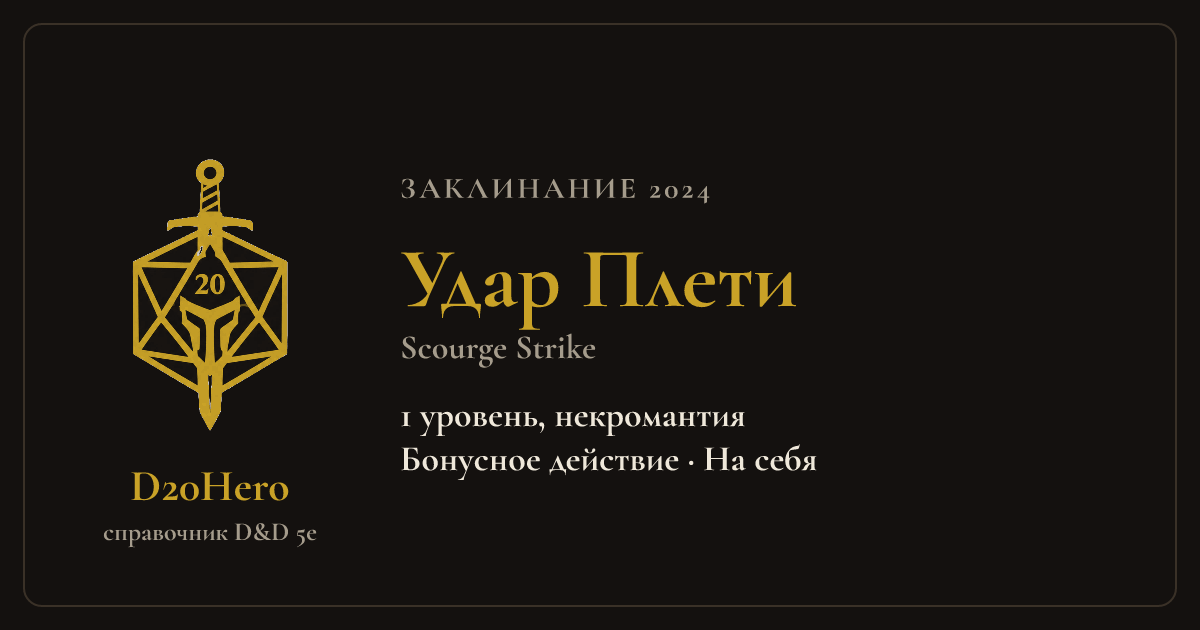 20
D20Hero
справочник D&D 5e
ЗАКЛИНАНИЕ 2024
Удар Плети
Scourge Strike
1 уровень, некромантия
Бонусное действие · На себя